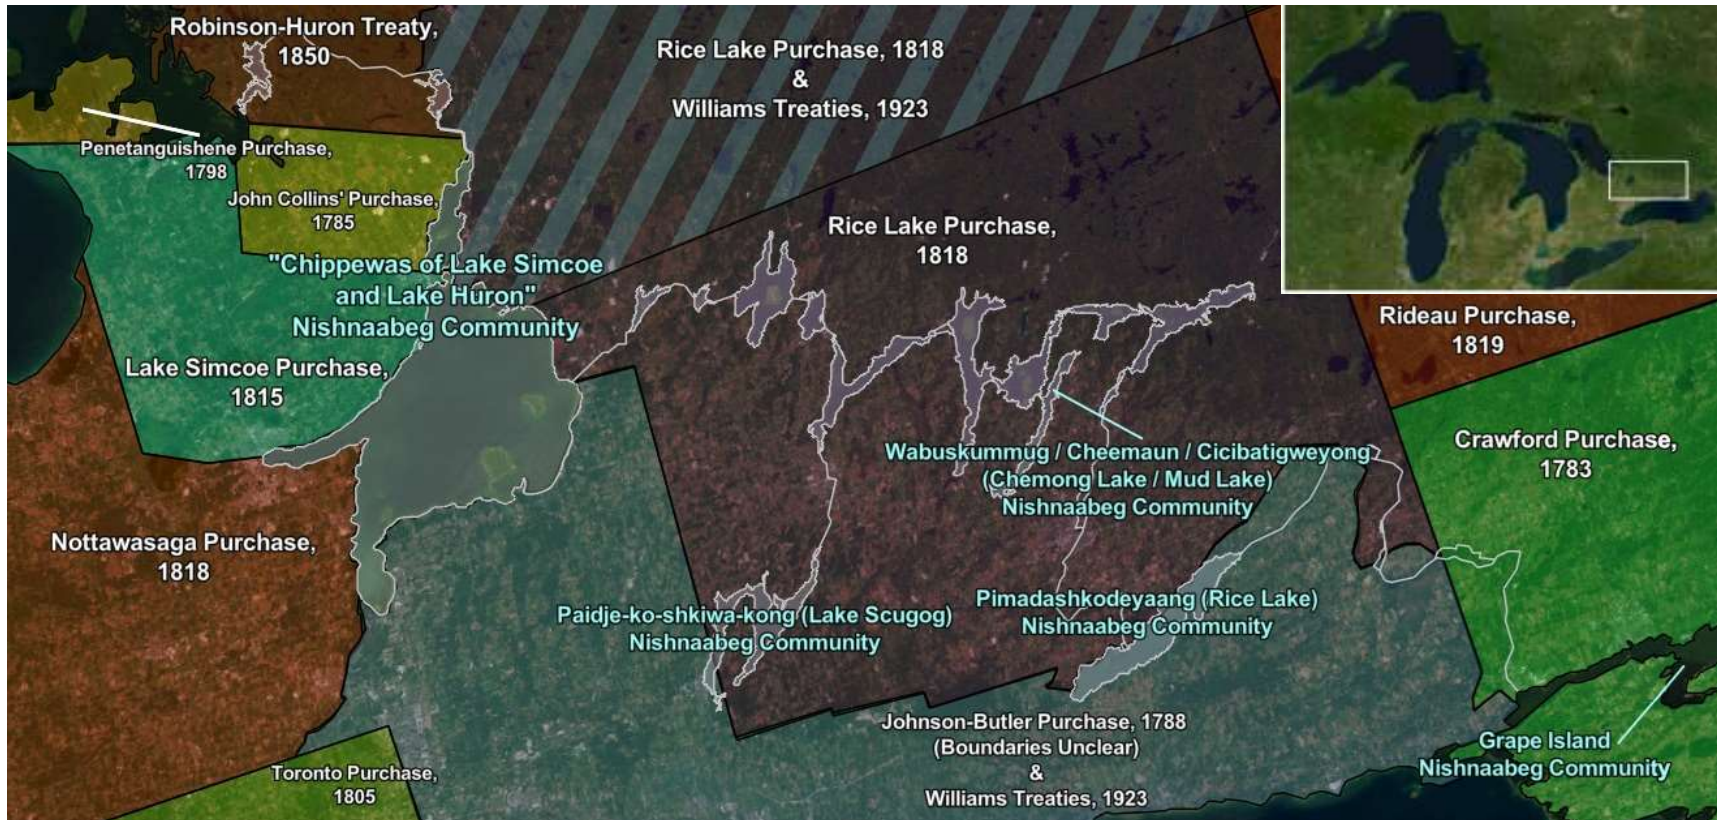 Robinson-Huron Treaty,
1850
Rice Lake Purchase, 1818
&
Williams Treaties, 1923
Penetanguishene Purchase,
1798
John Collins' Purchase,
1785
Rice Lake Purchase,
1818
"Chippewas of Lake Simcoe
and Lake Huron"
Nishnaabeg Community
Rideau Purchase,
1819
Lake Simcoe Purchase,
1815
Wabuskummug / Cheemaun / Cicibatigweyong
(Chemong Lake / Mud Lake)
Nishnaabeg Community
Crawford Purchase,
1783
Nottawasaga Purchase,
1818
Paidje-ko-shkiwa-kong (Lake Scugog)
Nishnaabeg Community
Pimadashkodeyaang (Rice Lake)
Nishnaabeg Community
Johnson-Butler Purchase, 1788
(Boundaries Unclear)
&
Williams Treaties, 1923
Grape Island
Nishnaabeg Community
Toronto Purchase,
1805